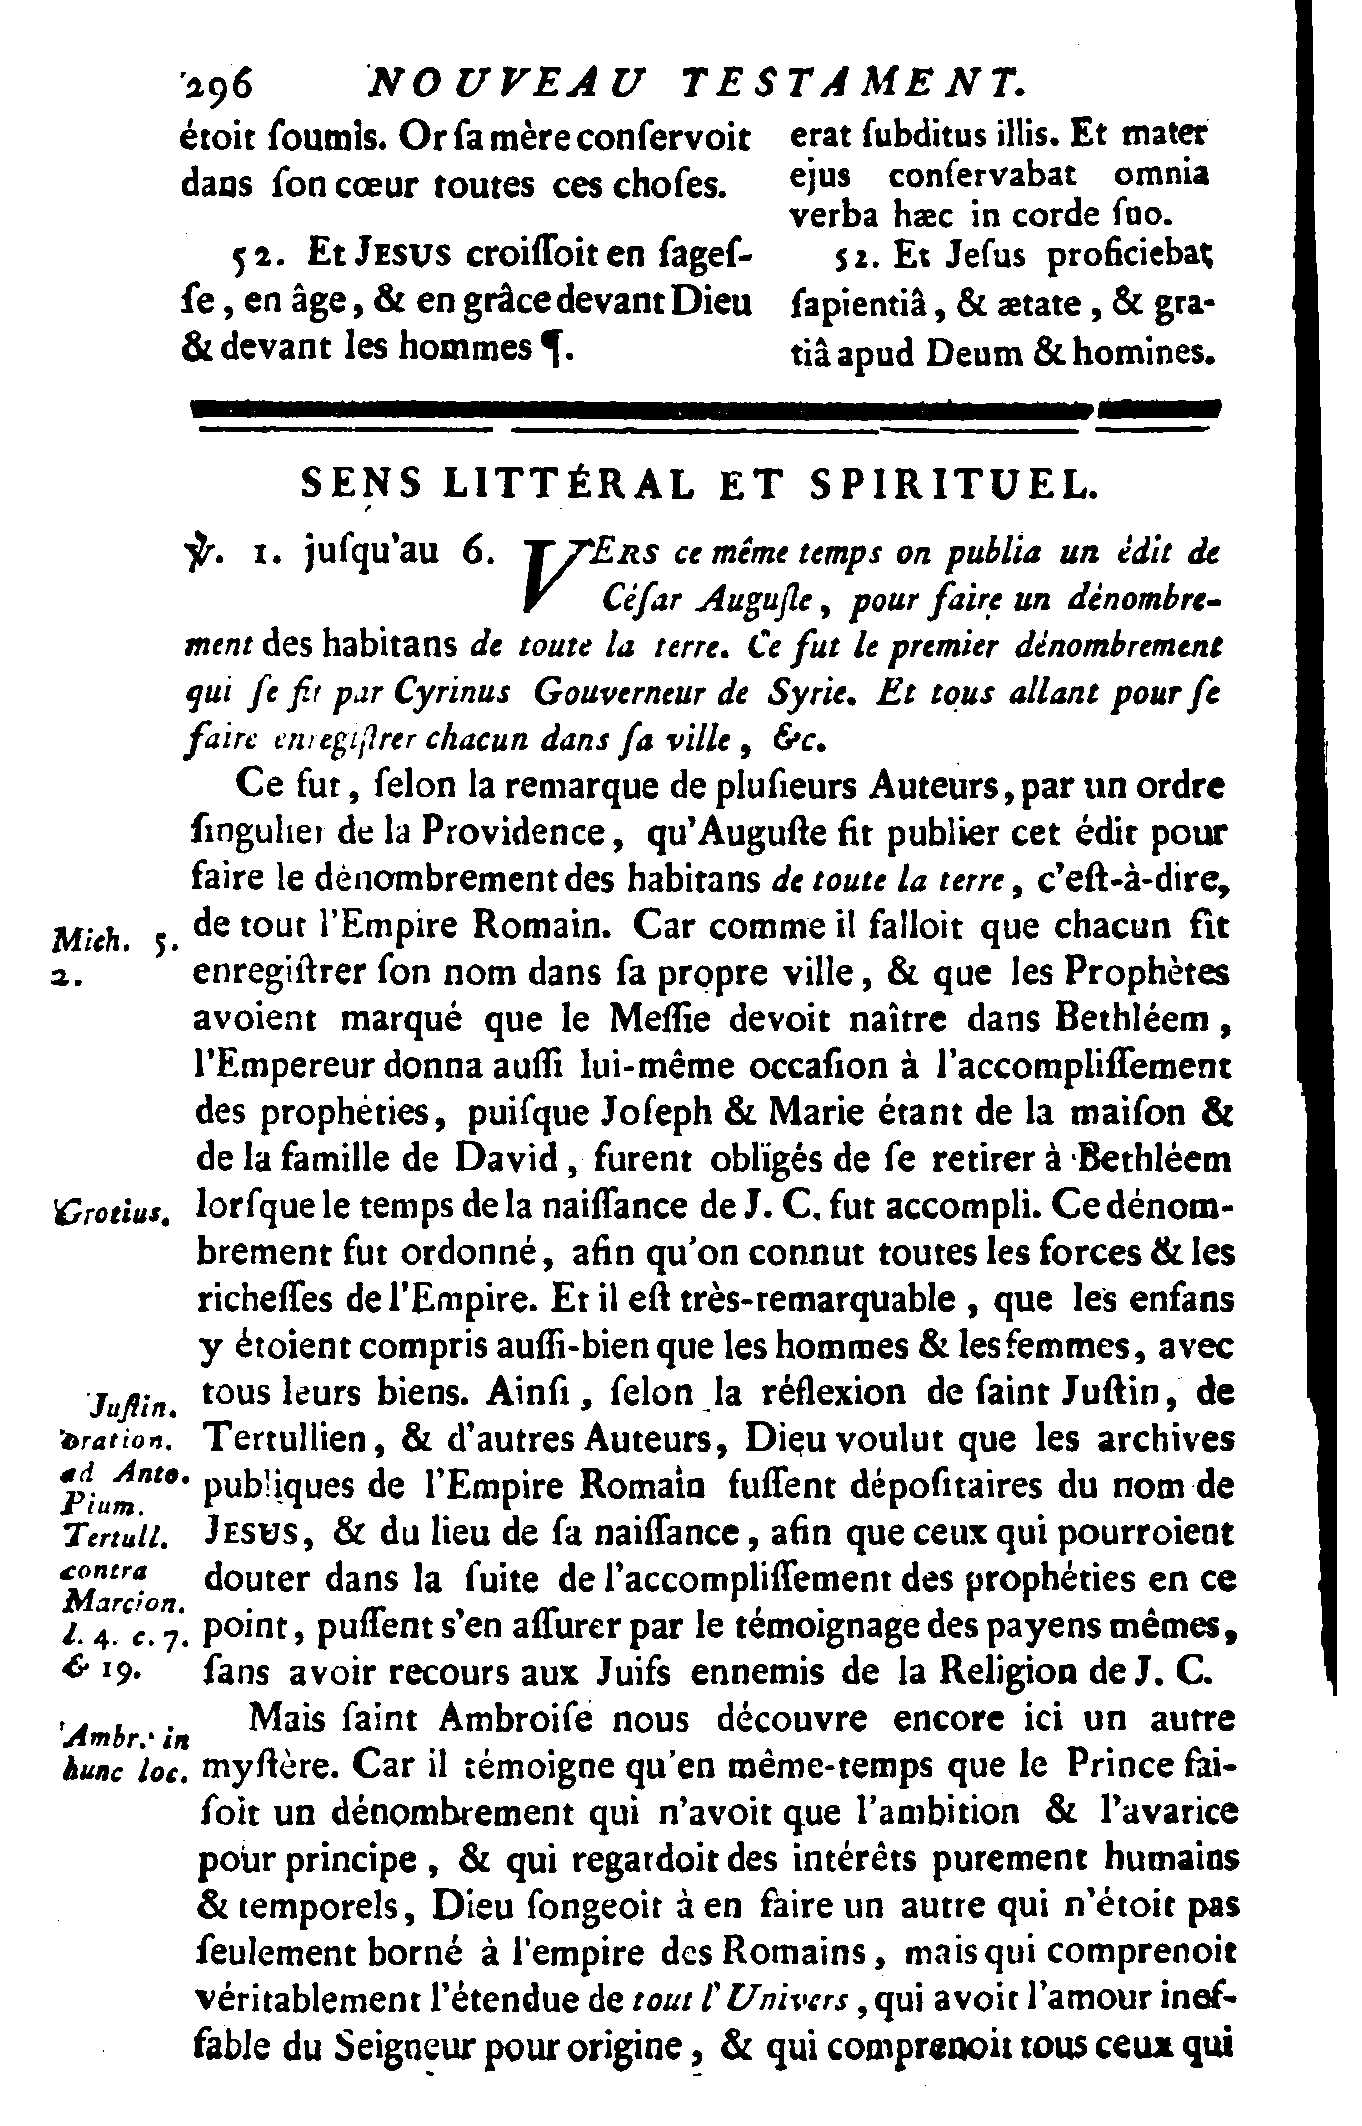 296 NOUVEAU TESTAMENT.
étoit ſoumis. Or ſa mère conſervoit
dans ſon cœur toutes ces choſes.
52. Et JESUS croiſſoit en ſageſ-
ſe, en âge, & en grâce devant Dieu
& devant les hommes ¶.
erat ſubditus illis. Et mater
ejus conſervabat omnia
verba hæc in corde ſuo.
52. Et Jeſus proficiebat
ſapientiâ, & ætate, & gra-
tiâ apud Deum & homines.
SENS LITTÉRAL ET SPIRITUEL.
℣. 1. juſqu'au 6. VERS ce même temps on publia un édit de
Céſar Auguſte, pour faire un dénombre-
ment des habitans de toute la terre. Ce fut le premier dénombrement
qui ſe fit par Cyrinus Gouverneur de Syrie. Et tous allant pour ſe
faire enregiſtrer chacun dans ſa ville, &c.
Ce fut, ſelon la remarque de pluſieurs Auteurs, par un ordre
ſingulier de la Providence, qu'Auguſte fit publier cet édit pour
faire le dénombrement des habitans de toute la terre, c'eſt-à-dire,
de tout l'Empire Romain. Car comme il falloit que chacun fît
Mich. 5.
2.
enregiſtrer ſon nom dans ſa propre ville, & que les Prophètes
avoient marqué que le Meſſie devoit naître dans Bethléem,
l'Empereur donna auſſi lui-même occaſion à l'accompliſſement
des prophéties, puiſque Joſeph & Marie étant de la maiſon &
de la famille de David, furent obligés de ſe retirer à Bethléem
Grotius.
lorſque le temps de la naiſſance de J. C. fut accompli. Ce dénom-
brement fut ordonné, afin qu'on connut toutes les forces & les
richeſſes de l'Empire. Et il eſt très-remarquable, que les enfans
y étoient compris auſſi-bien que les hommes & les femmes, avec
tous leurs biens. Ainſi, ſelon la réflexion de ſaint Juſtin, de
Tertullien, & d'autres Auteurs, Dieu voulut que les archives
publiques de l'Empire Romain fuſſent dépoſitaires du nom de
JESUS, & du lieu de ſa naiſſance, afin que ceux qui pourroient
douter dans la ſuite de l'accompliſſement des prophéties en ce
point, puſſent s'en aſſurer par le témoignage des payens mêmes,
ſans avoir recours aux Juifs ennemis de la Religion de J. C.
Juſtin.
oration.
ad Anto.
Pium.
Tertull.
contra
Marcion.
l. 4. c. 7.
& 19.
Mais ſaint Ambroiſe nous découvre encore ici un autre
Ambr. in
hunc loc.
myſtère. Car il témoigne qu'en même-temps que le Prince fai-
ſoit un dénombrement qui n'avoit que l'ambition & l'avarice
pour principe, & qui regardoit des intérêts purement humains
& temporels, Dieu ſongeoit à en faire un autre qui n'étoit pas
ſeulement borné à l'empire des Romains, mais qui comprenoit
véritablement l'étendue de tout l'Univers, qui avoit l'amour inef-
fable du Seigneur pour origine, & qui comprenoit tous ceux qui